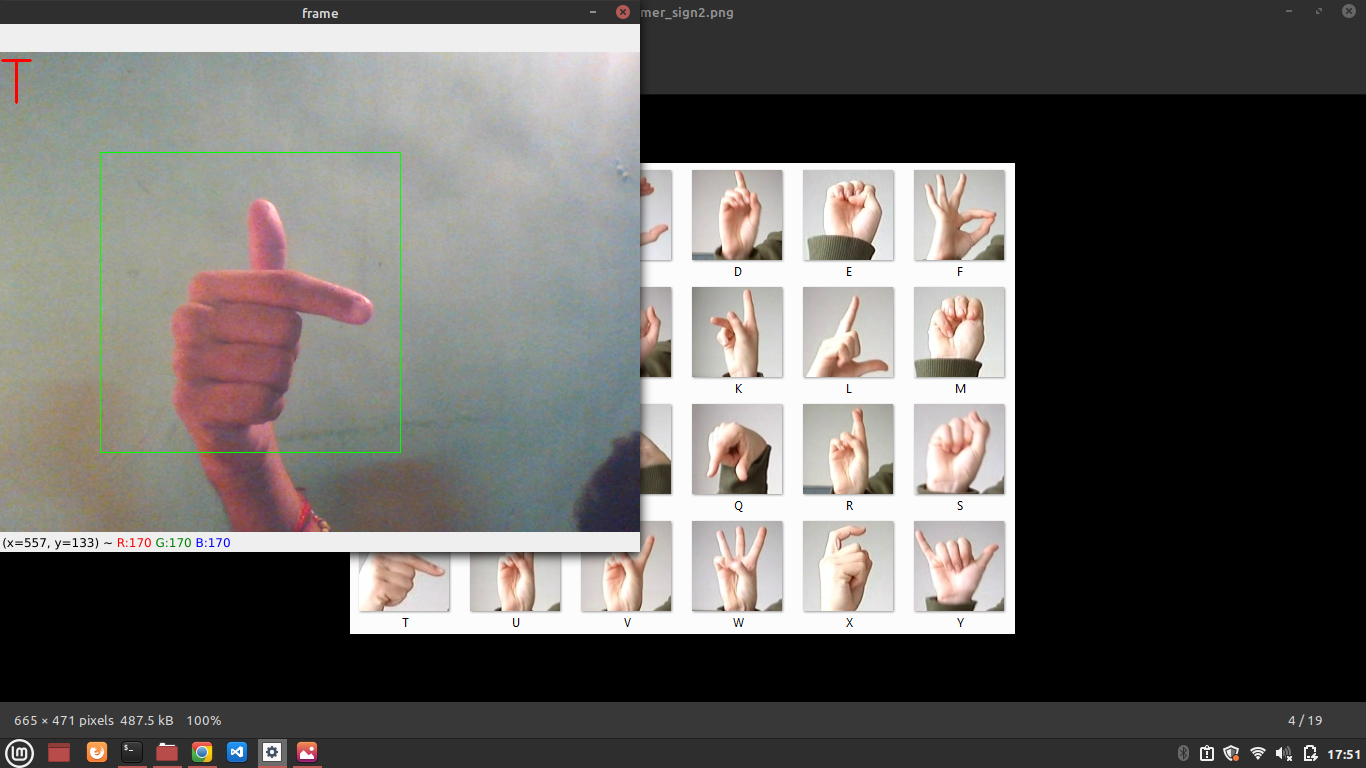 frame
mer_sign2.png
T
D E F
K L M
Q R S
T U V W X Y
(x=557, y=133) ~ R:170 G:170 B:170
665 × 471 pixels 487.5 kB 100%
4 / 19
lm
$-
17:51